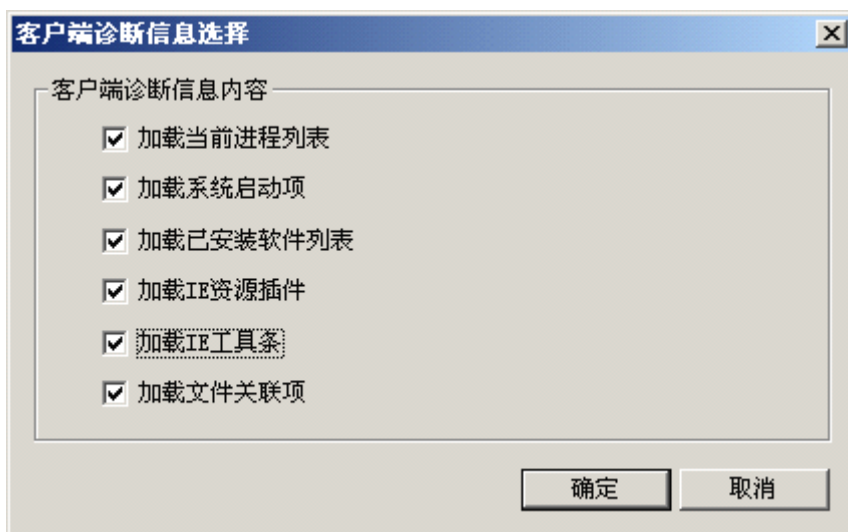 客户端诊断信息选择
客户端诊断信息内容
加载当前进程列表
加载系统启动项
加载已安装软件列表
加载IE资源插件
加载IE工具条
加载文件关联项
确定 取消